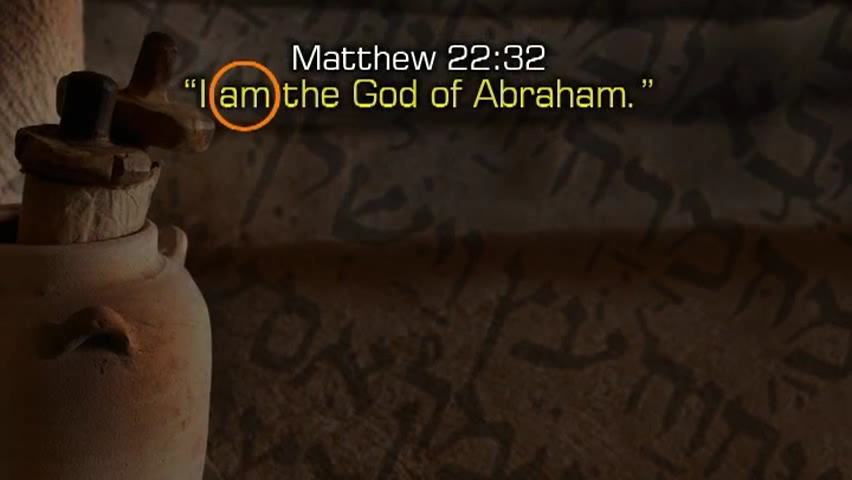 Matthew 22:32
“I am the God of Abraham.”